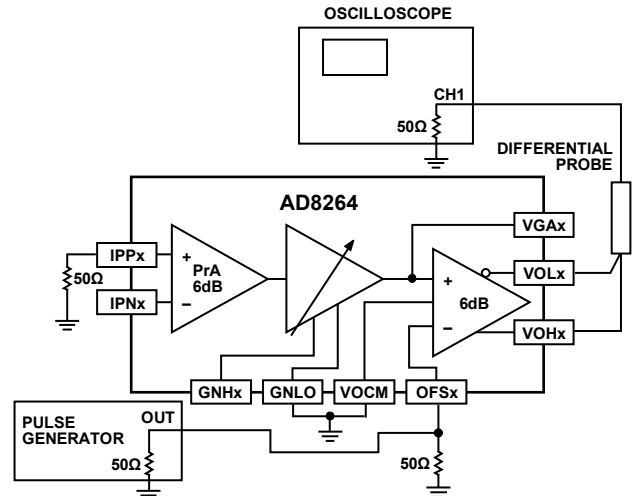 OSCILLOSCOPE
CH1
50Ω
DIFFERENTIAL
PROBE
AD8264
VGAx
IPPx
+
PrA
6dB
–
50Ω
IPNx
+
6dB
–
VOLx
VOHx
GNHx
GNLO
VOCM
OFSx
PULSE
GENERATOR
OUT
50Ω
50Ω